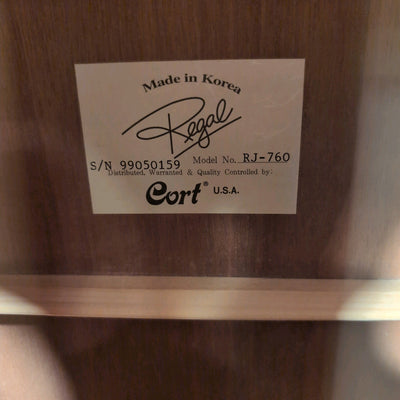 Made in Korea
Regal
S/N 99050159 Model No. RJ-760
Distributed, Warranted & Quality Controlled by:
Cort® U.S.A.